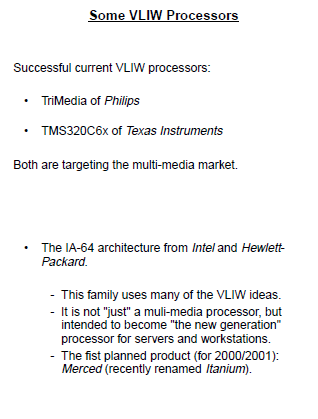 Some VLIW Processors
Successful current VLIW processors:
• TriMedia of Philips
• TMS320C6x of Texas Instruments
Both are targeting the multi-media market.
• The IA-64 architecture from Intel and Hewlett-
Packard.
- This family uses many of the VLIW ideas.
- It is not "just" a muli-media processor, but
intended to become "the new generation"
processor for servers and workstations.
- The fist planned product (for 2000/2001):
Merced (recently renamed Itanium).